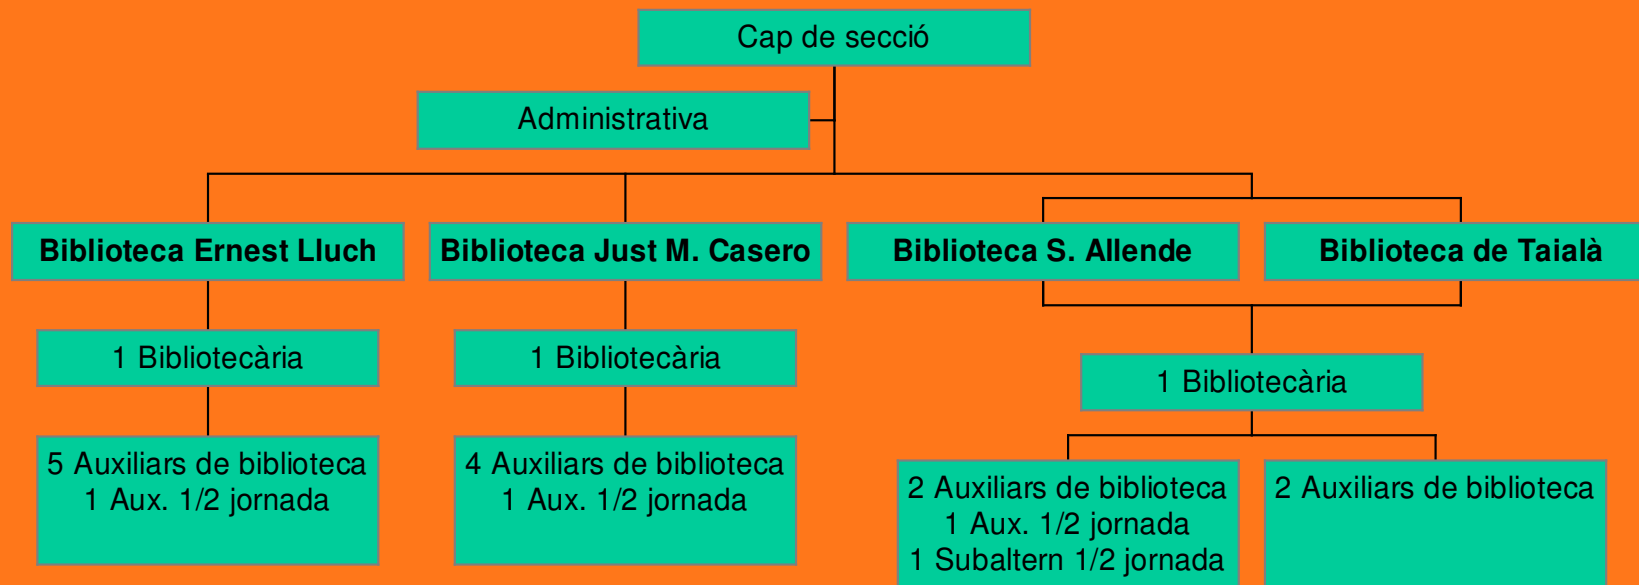 Cap de secció
Administrativa
Biblioteca Ernest Lluch
Biblioteca Just M. Casero
Biblioteca S. Allende
Biblioteca de Taialà
1 Bibliotecària
1 Bibliotecària
1 Bibliotecària
5 Auxiliars de biblioteca
1 Aux. 1/2 jornada
4 Auxiliars de biblioteca
1 Aux. 1/2 jornada
2 Auxiliars de biblioteca
1 Aux. 1/2 jornada
1 Subaltern 1/2 jornada
2 Auxiliars de biblioteca